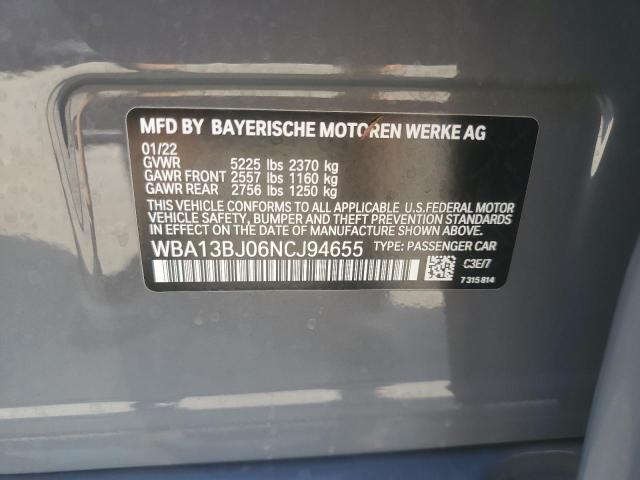 MFD BY BAYERISCHE MOTOREN WERKE AG
01/22
GVWR 5225 lbs 2370 kg
GAWR FRONT 2557 lbs 1160 kg
GAWR REAR 2756 lbs 1250 kg
THIS VEHICLE CONFORMS TO ALL APPLICABLE U.S.FEDERAL MOTOR
VEHICLE SAFETY, BUMPER AND THEFT PREVENTION STANDARDS
IN EFFECT ON THE DATE OF MANUFACTURE SHOWN ABOVE.
WBA13BJ06NCJ94655 TYPE: PASSENGER CAR
C3E/7
7315814